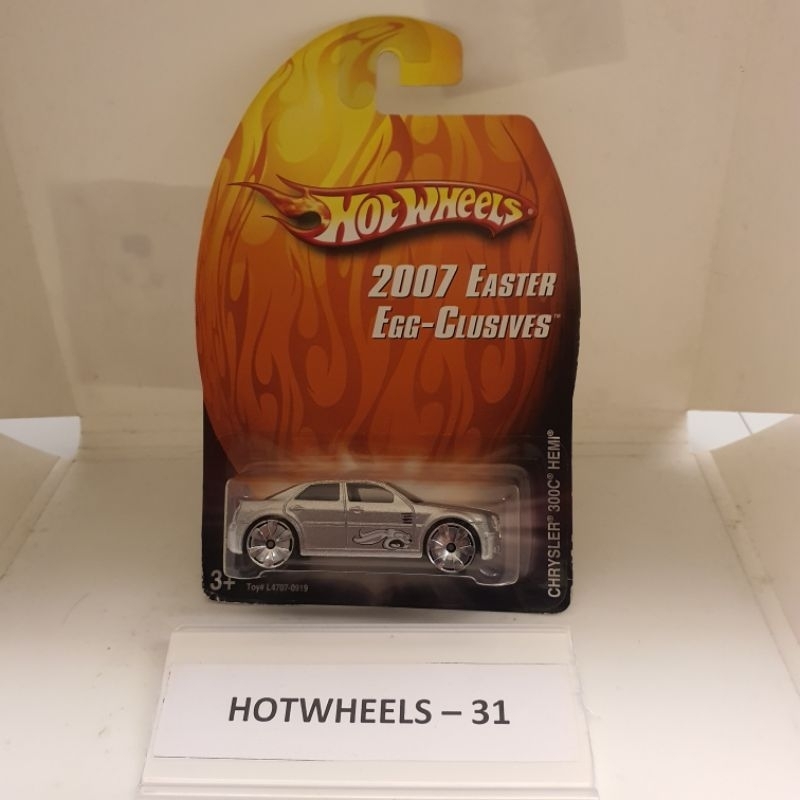 Hot Wheels
2007 Easter
Egg-Clusives™
CHRYSLER® 300C® HEMI®
3+
Toy# L4707-0919
HOTWHEELS – 31